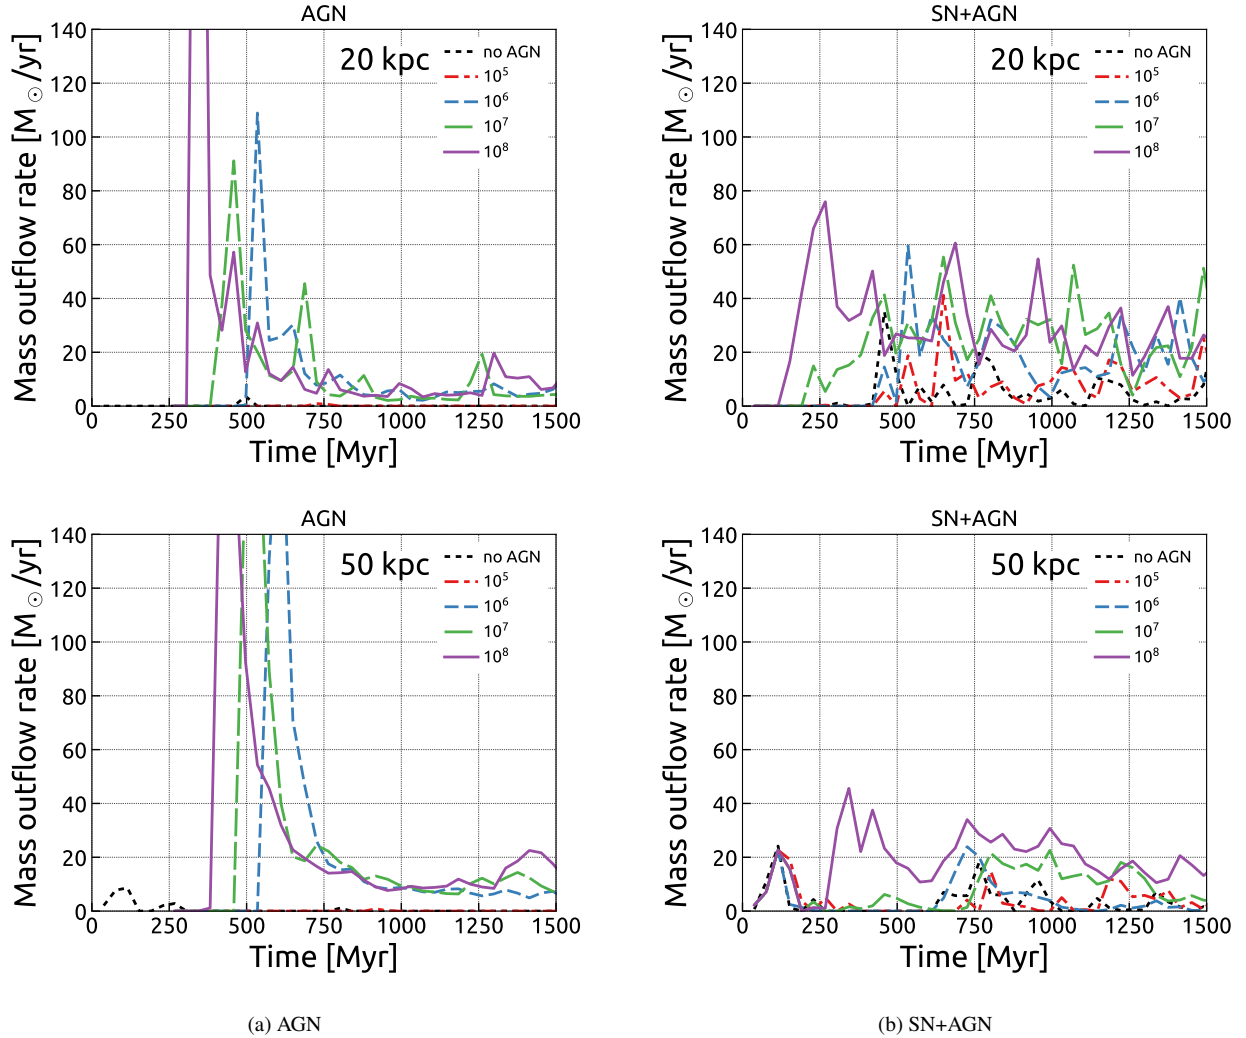 AGN
Mass outflow rate [M☉/yr]
140
120
100
80
60
40
20
0
20 kpc
no AGN
10⁵
10⁶
10⁷
10⁸
0 250 500 750 1000 1250 1500
Time [Myr]
SN+AGN
Mass outflow rate [M☉/yr]
140
120
100
80
60
40
20
0
20 kpc
no AGN
10⁵
10⁶
10⁷
10⁸
0 250 500 750 1000 1250 1500
Time [Myr]
AGN
Mass outflow rate [M☉/yr]
140
120
100
80
60
40
20
0
50 kpc
no AGN
10⁵
10⁶
10⁷
10⁸
0 250 500 750 1000 1250 1500
Time [Myr]
SN+AGN
Mass outflow rate [M☉/yr]
140
120
100
80
60
40
20
0
50 kpc
no AGN
10⁵
10⁶
10⁷
10⁸
0 250 500 750 1000 1250 1500
Time [Myr]
(a) AGN
(b) SN+AGN